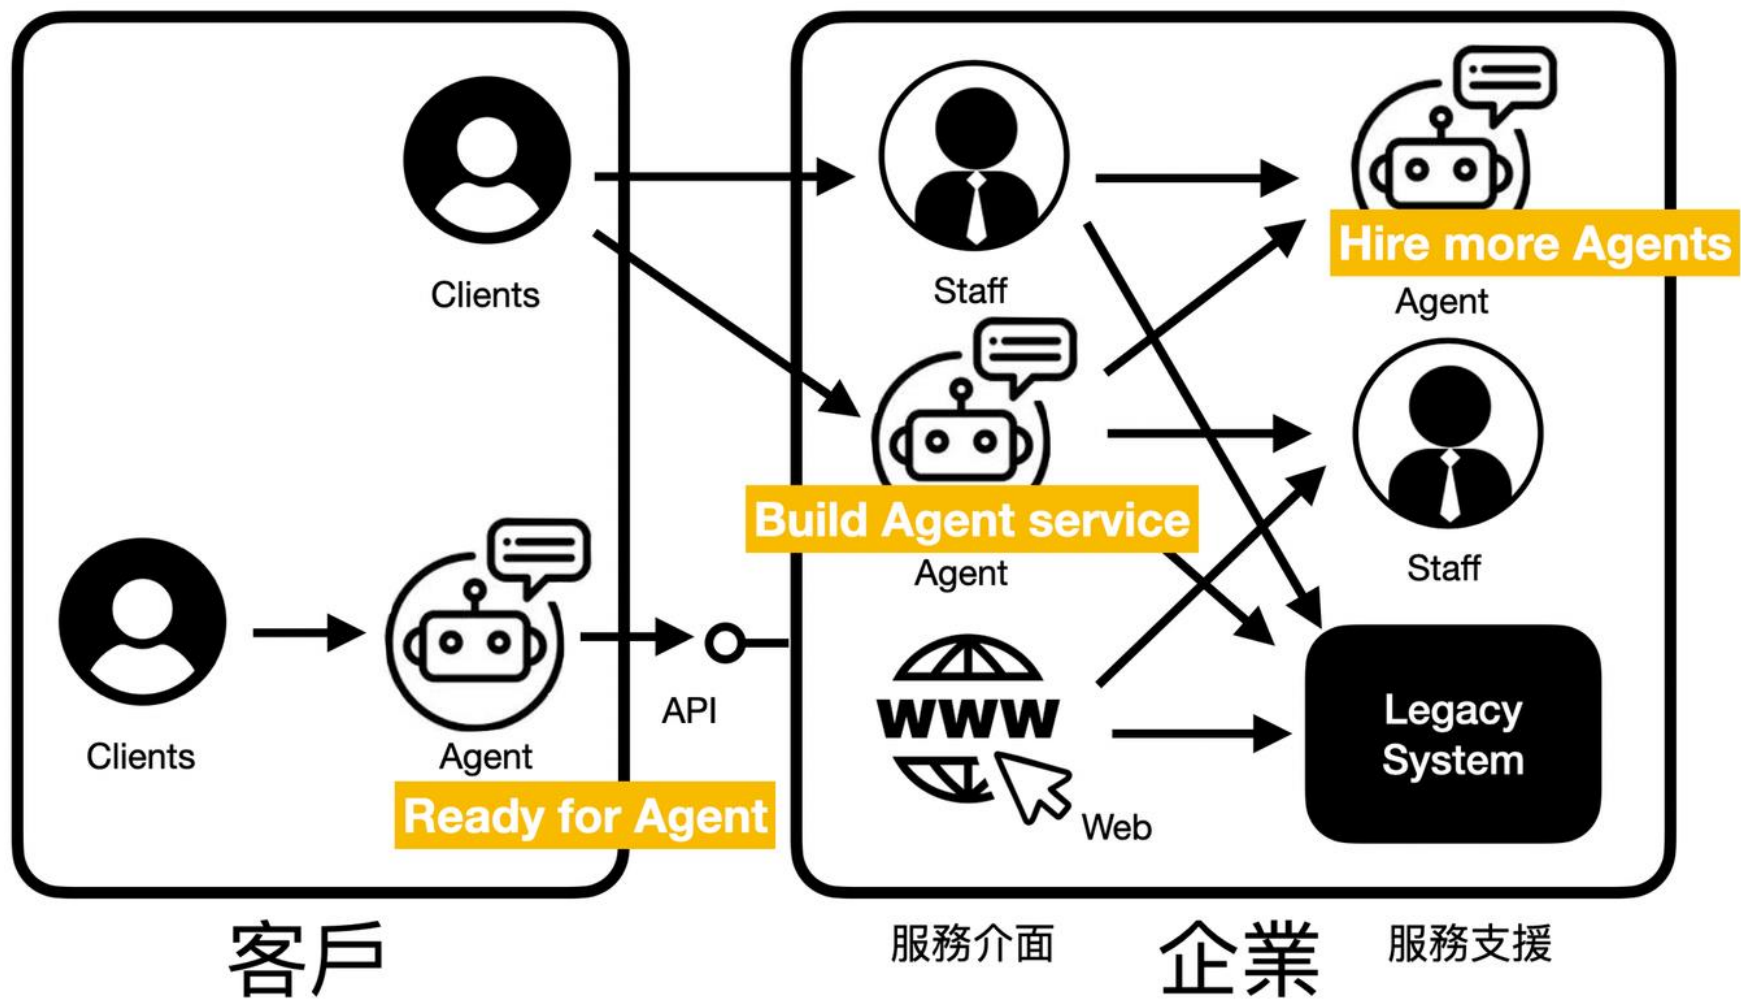 Clients
Staff
Hire more Agents
Agent
Build Agent service
Agent
Staff
Clients
Agent
API
Ready for Agent
www
Web
Legacy
System
客戶
服務介面
企業
服務支援